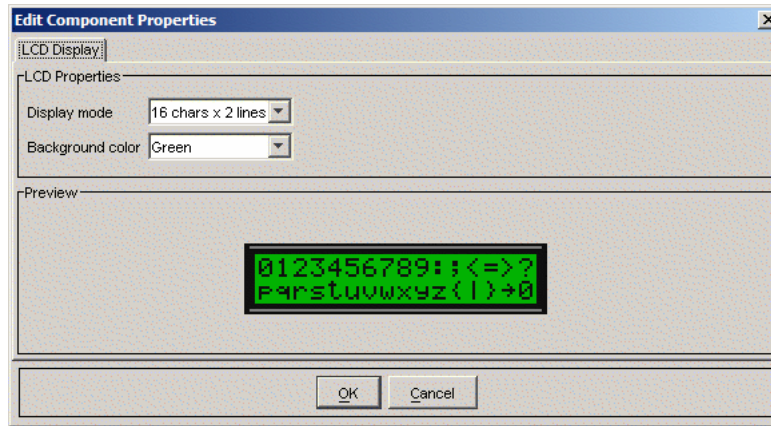 Edit Component Properties
LCD Display
LCD Properties
Display mode 16 chars x 2 lines
Background color Green
Preview
0123456789:;<=>?
pqrstuvwxyz{|}→0
OK Cancel